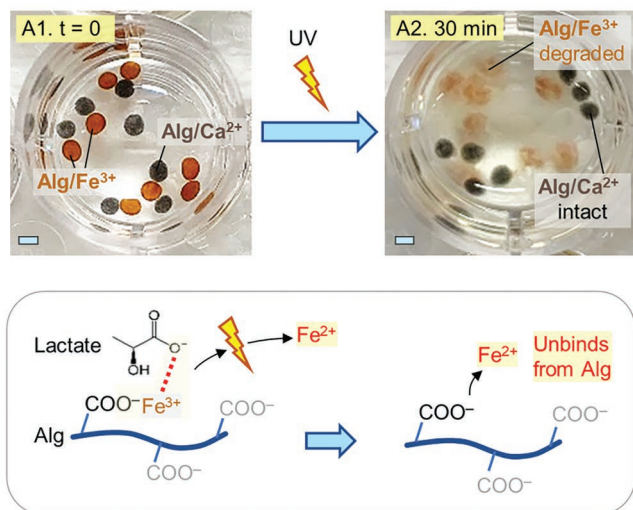 A1. t = 0
Alg/Ca²⁺
Alg/Fe³⁺
UV
A2. 30 min
Alg/Fe³⁺
degraded
Alg/Ca²⁺
intact
Lactate
O
O⁻
OH
Fe²⁺
COO⁻Fe³⁺
COO⁻
Alg
COO⁻
Fe²⁺
Unbinds
from Alg
COO⁻
COO⁻
COO⁻